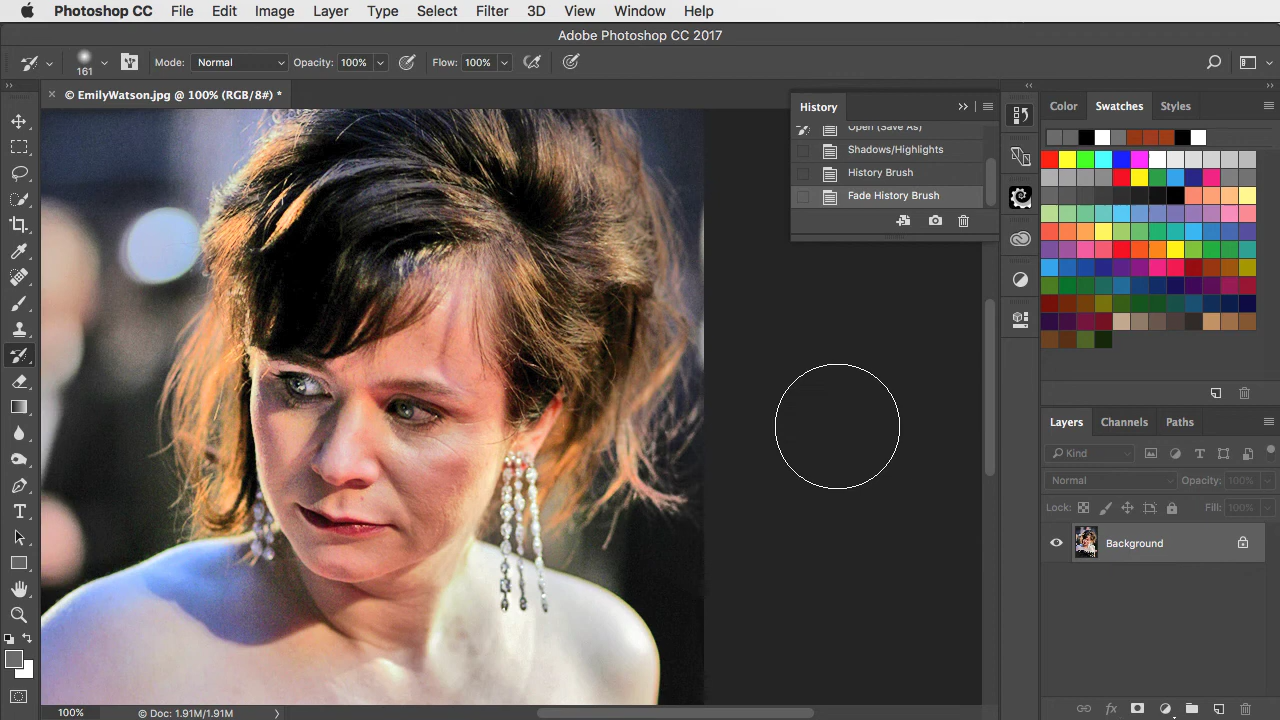 Photoshop CC File Edit Image Layer Type Select Filter 3D View Window Help
Adobe Photoshop CC 2017
161 Mode: Normal Opacity: 100% Flow: 100%
× © EmilyWatson.jpg @ 100% (RGB/8#) *
History
Open (Save As)
Shadows/Highlights
History Brush
Fade History Brush
Color Swatches Styles
Layers Channels Paths
Kind
Normal Opacity: 100%
Lock: Fill: 100%
Background
fx
100% © Doc: 1.91M/1.91M